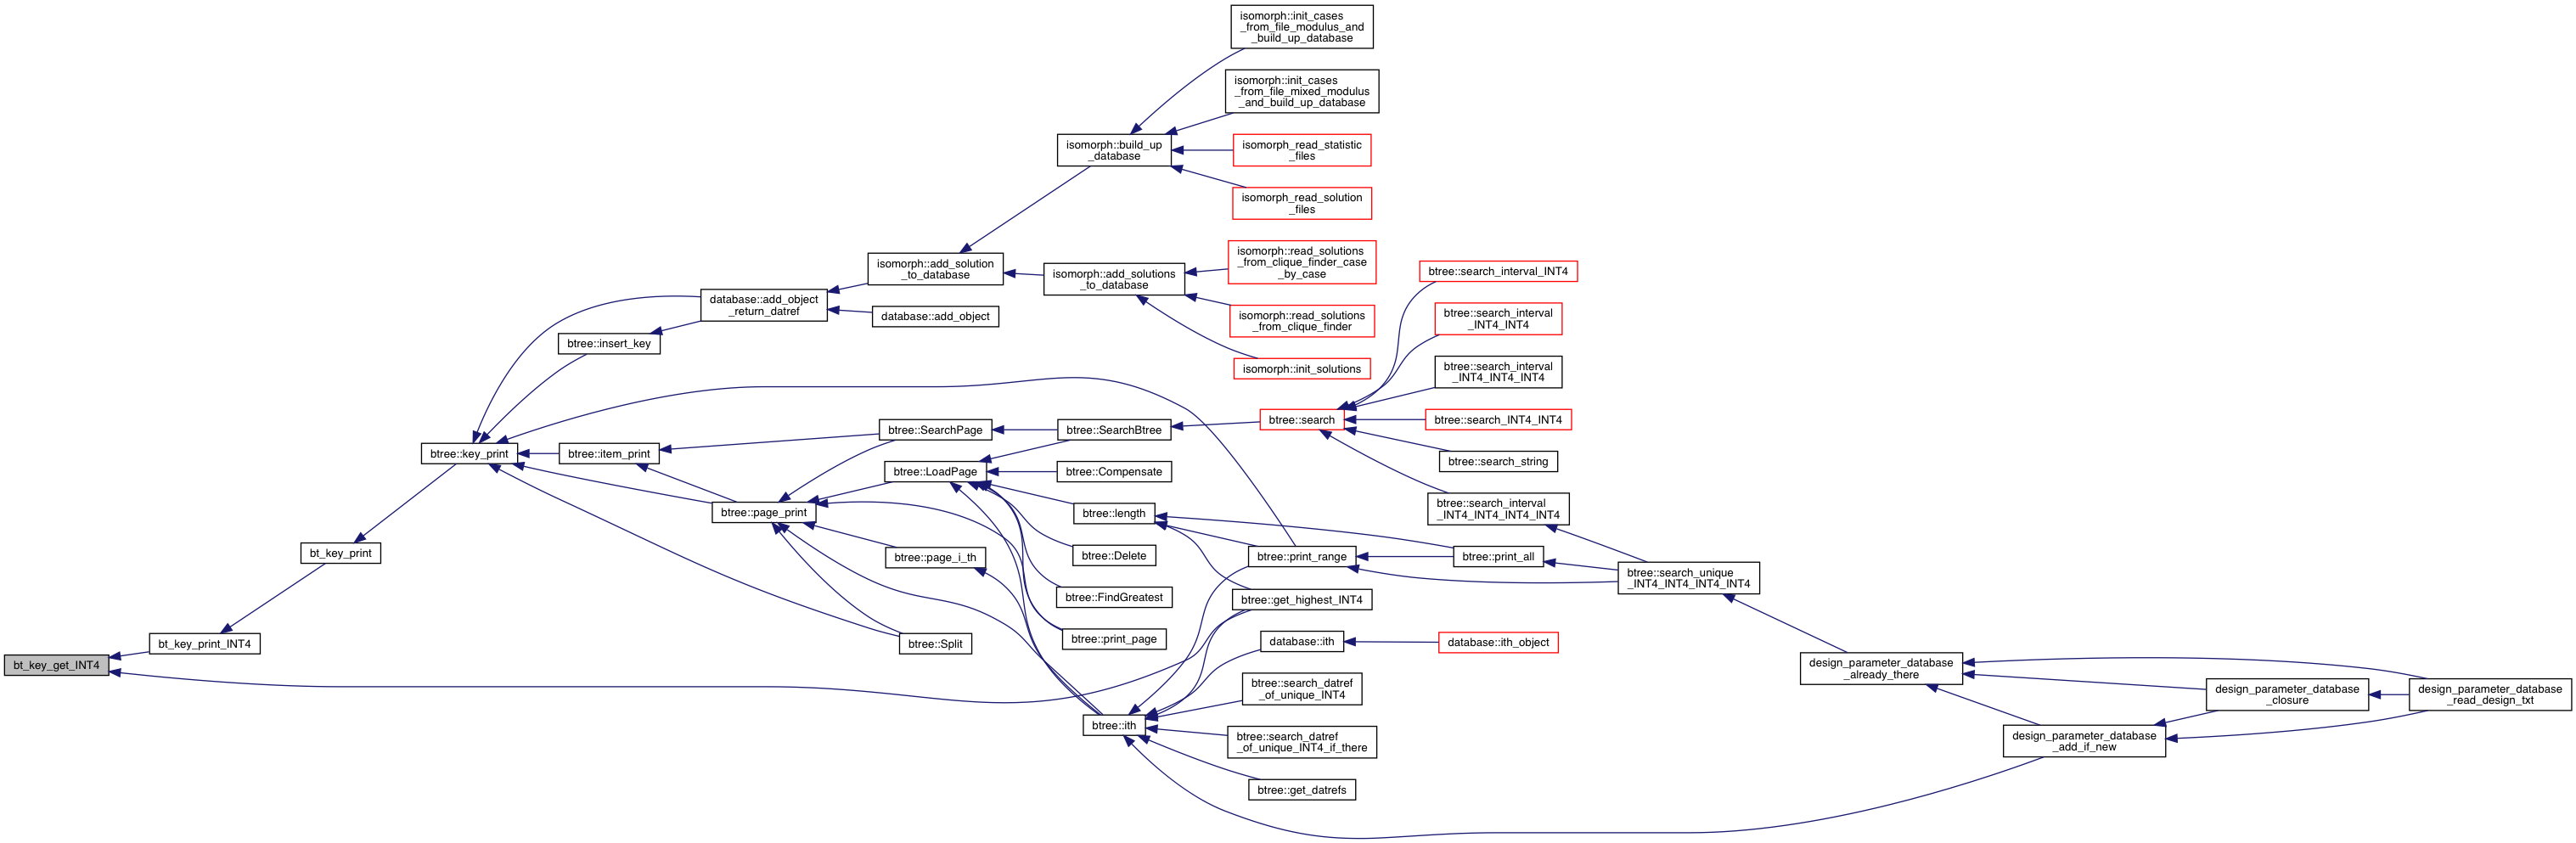 isomorph::init_cases
_from_file_modulus_and
_build_up_database
isomorph::init_cases
_from_file_mixed_modulus
_and_build_up_database
isomorph::build_up
_database
isomorph_read_statistic
_files
isomorph_read_solution
_files
isomorph::add_solution
_to_database
isomorph::add_solutions
_to_database
isomorph::read_solutions
_from_clique_finder_case
_by_case
isomorph::read_solutions
_from_clique_finder
isomorph::init_solutions
database::add_object
_return_datref
database::add_object
btree::insert_key
btree::search_interval_INT4
btree::search_interval
_INT4_INT4
btree::search_interval
_INT4_INT4_INT4
btree::search
btree::search_INT4_INT4
btree::search_string
btree::search_interval
_INT4_INT4_INT4_INT4
btree::key_print
btree::item_print
btree::SearchPage
btree::SearchBtree
btree::LoadPage
btree::Compensate
btree::page_print
btree::length
btree::page_i_th
btree::Delete
btree::FindGreatest
btree::print_page
btree::Split
btree::print_range
btree::print_all
btree::search_unique
_INT4_INT4_INT4_INT4
btree::get_highest_INT4
bt_key_print
bt_key_print_INT4
bt_key_get_INT4
database::ith
database::ith_object
btree::search_datref
_of_unique_INT4
btree::ith
btree::search_datref
_of_unique_INT4_if_there
btree::get_datrefs
design_parameter_database
_already_there
design_parameter_database
_closure
design_parameter_database
_read_design_txt
design_parameter_database
_add_if_new